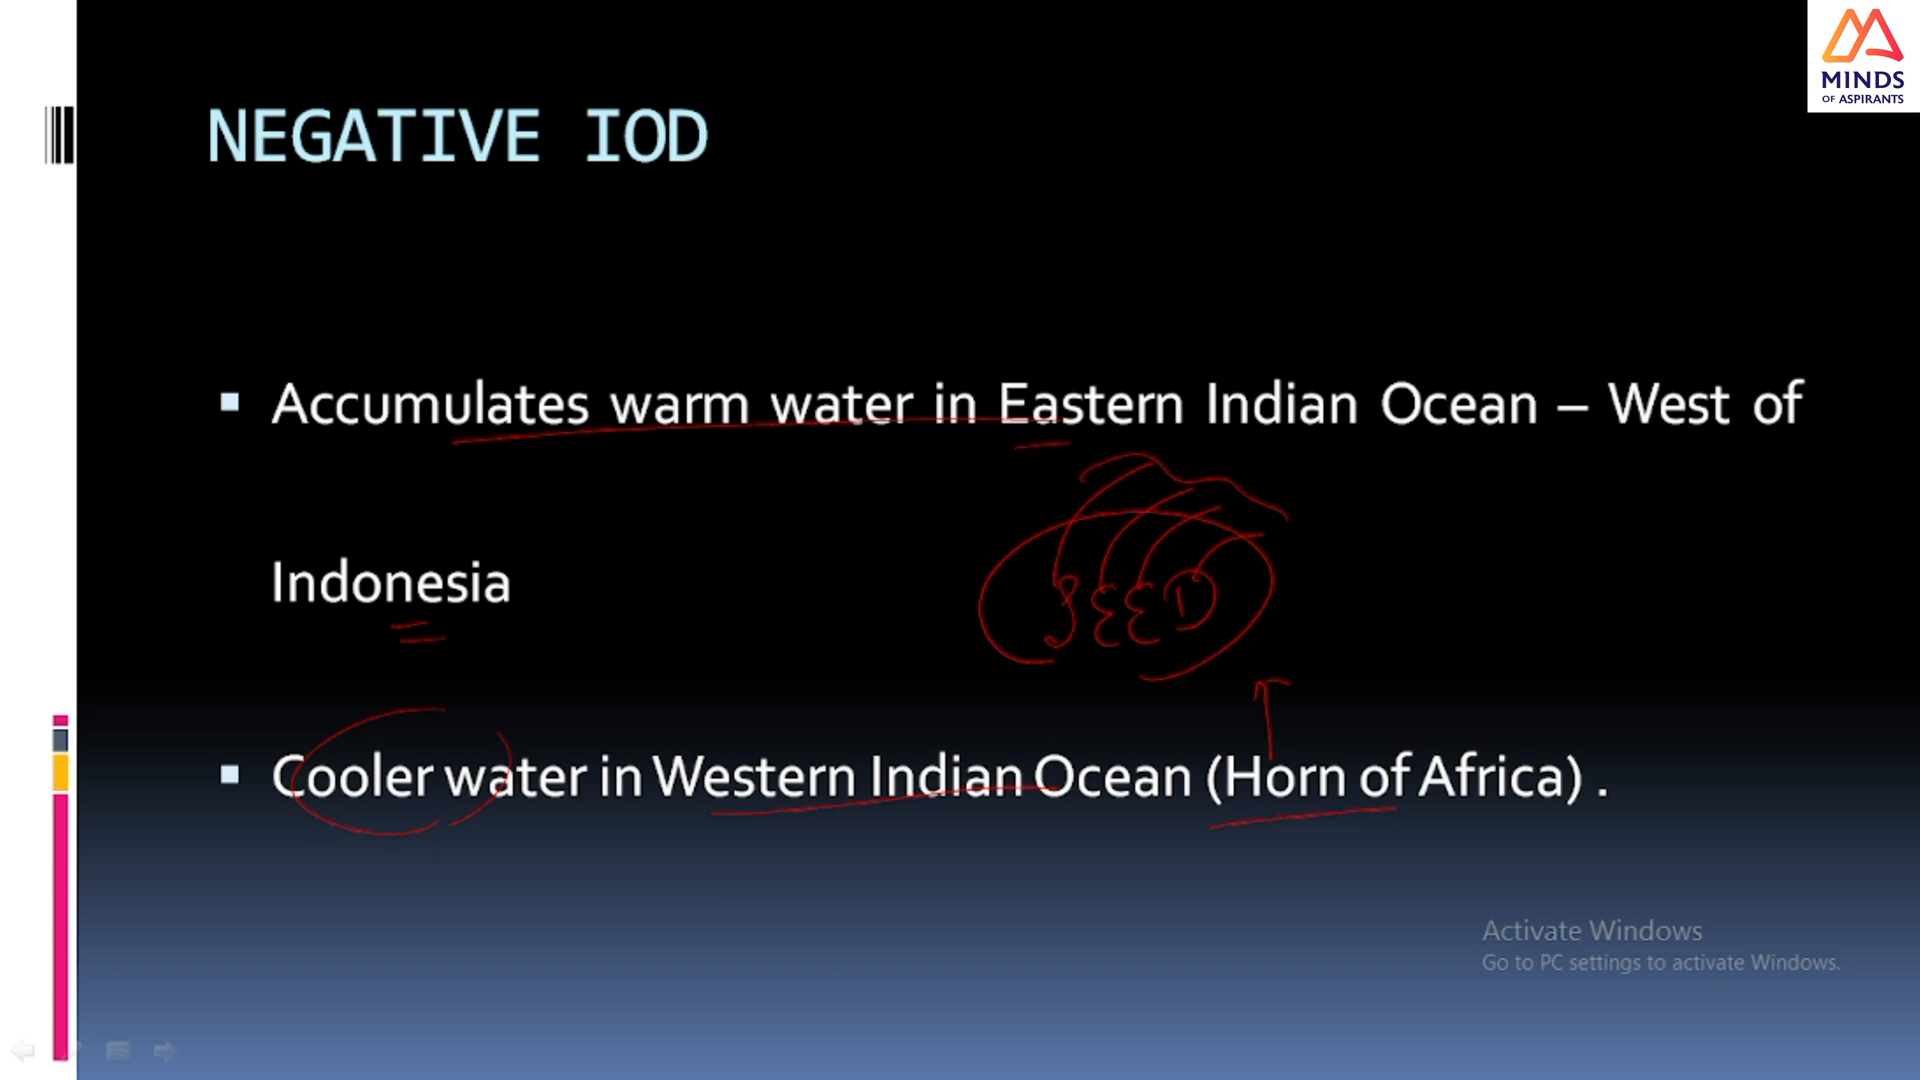 MINDS
OF ASPIRANTS
NEGATIVE IOD
Accumulates warm water in Eastern Indian Ocean – West of
Indonesia
SEED
Cooler water in Western Indian Ocean (Horn of Africa) .
Activate Windows
Go to PC settings to activate Windows.